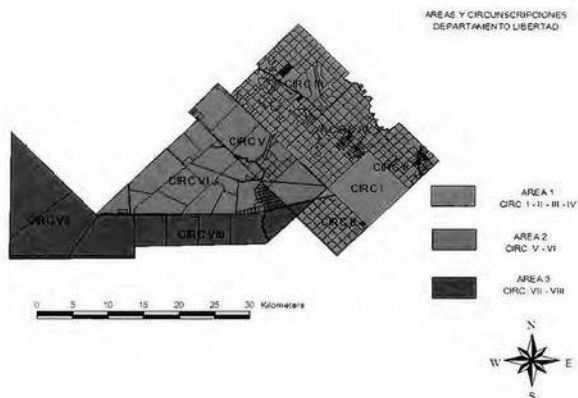 AREAS Y CIRCUNSCRIPCIONES
DEPARTAMENTO LIBERTAD
CIRC V
CIRC VI
CIRC I
CIRC VII
CIRC VIII
AREA 1
CIRC I - II - III - IV
AREA 2
CIRC V - VI
AREA 3
CIRC VII - VIII
0 5 10 15 20 25 30 Kilometers
N
W E
S